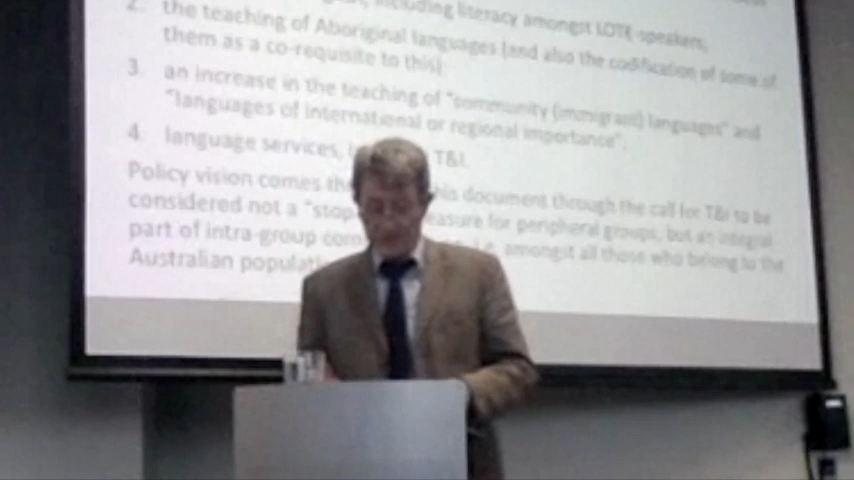 including literacy amongst LOTE speakers;
2. the teaching of Aboriginal languages (and also the codification of some of
them as a co-requisite to this)
3 an increase in the teaching of "community (immigrant) languages" and
"languages of international or regional importance",
4 language services, T&I.
Policy vision comes this document through the call for T&I to be
considered not a "stop measure for peripheral groups, but an integral
part of intra-group i.e. amongst all those who belong to the
Australian